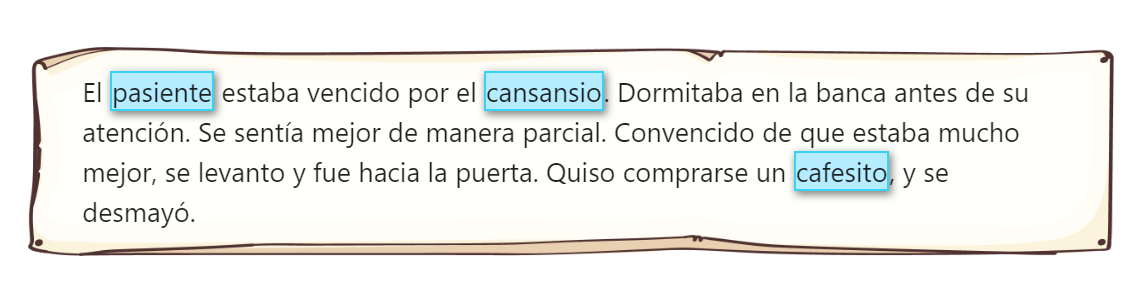 El pasiente estaba vencido por el cansansio. Dormitaba en la banca antes de su
atención. Se sentía mejor de manera parcial. Convencido de que estaba mucho
mejor, se levanto y fue hacia la puerta. Quiso comprarse un cafesito, y se
desmayó.